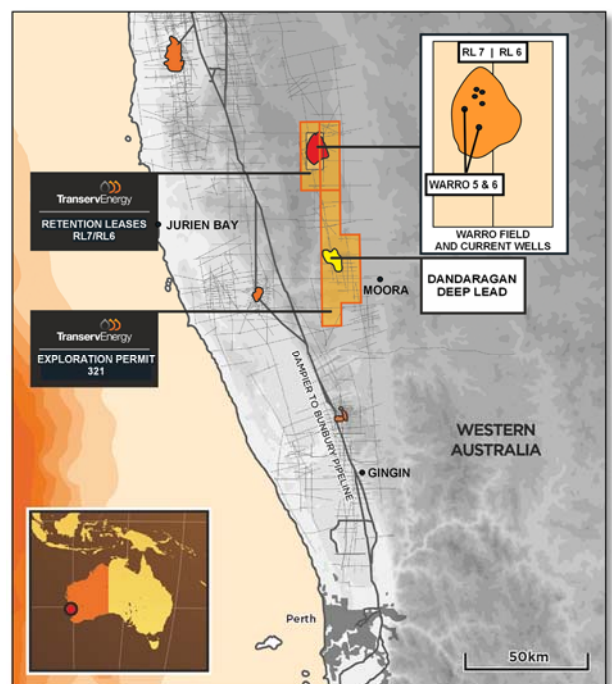 RL 7 | RL 6
WARRO 5 & 6
WARRO FIELD
AND CURRENT WELLS
TranservEnergy
RETENTION LEASES
RL7/RL6
JURIEN BAY
DANDARAGAN
DEEP LEAD
MOORA
TranservEnergy
EXPLORATION PERMIT
321
DAMPIER TO BUNBURY PIPELINE
WESTERN
AUSTRALIA
GINGIN
Perth
50km